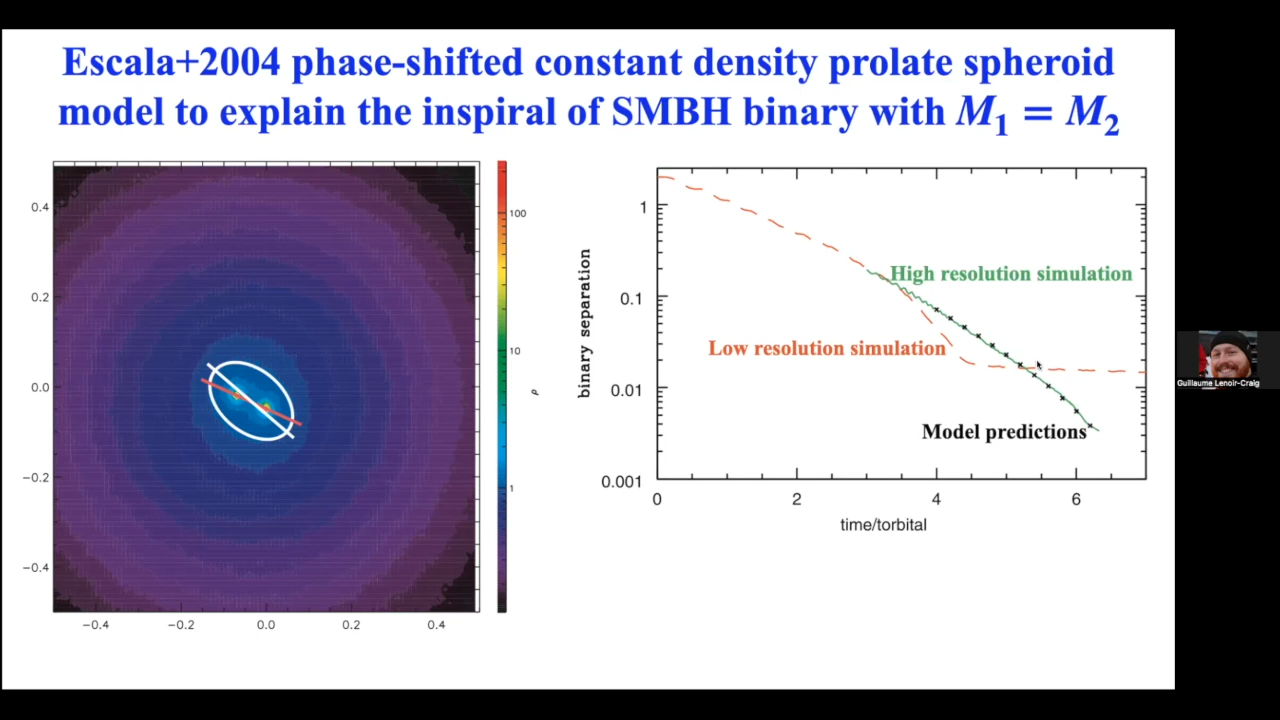 Escala+2004 phase-shifted constant density prolate spheroid
model to explain the inspiral of SMBH binary with M₁ = M₂
0.4
0.2
0.0
−0.2
−0.4
−0.4
−0.2
0.0
0.2
0.4
100
10
1
ρ
binary separation
1
0.1
0.01
0.001
High resolution simulation
Low resolution simulation
Model predictions
0
2
4
6
time/torbital
Guillaume Lenoir-Craig